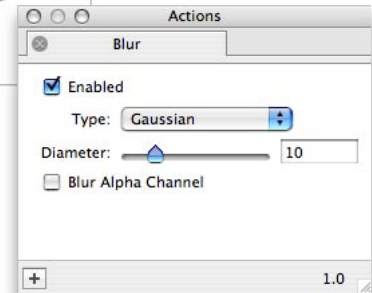 Actions
Blur
Enabled
Type: Gaussian
Diameter: 10
Blur Alpha Channel
+ 1.0